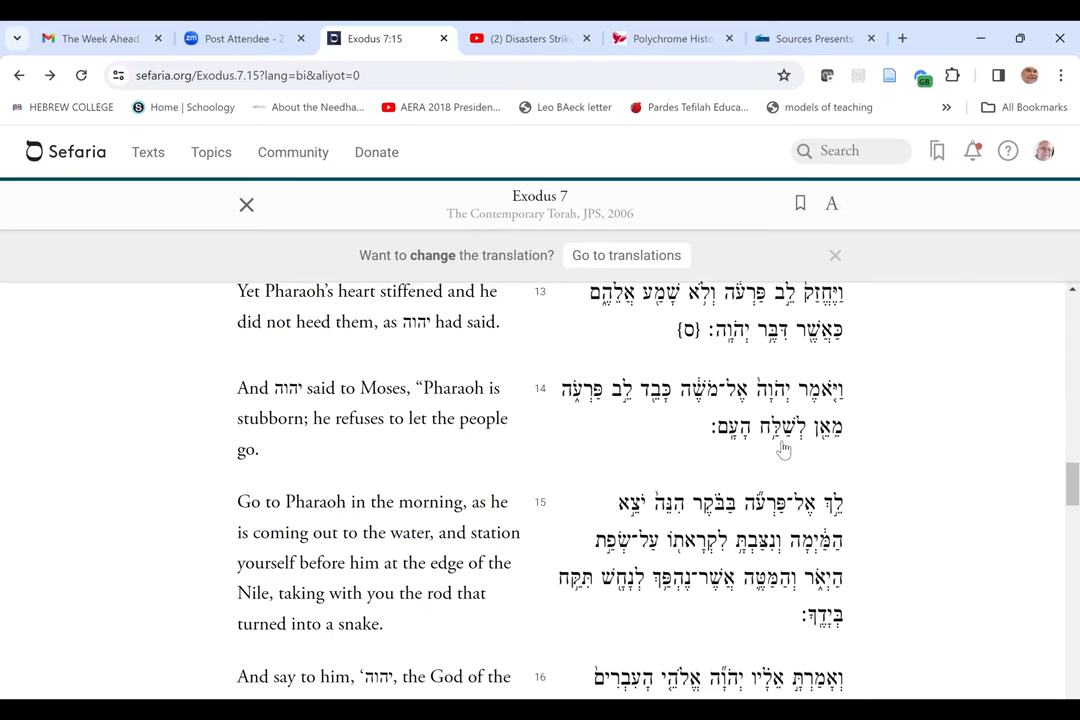 The Week Ahead
Post Attendee - Z
Exodus 7:15
(2) Disasters Strik
Polychrome Histo
Sources Presents:
sefaria.org/Exodus.7.15?lang=bi&aliyot=0
HEBREW COLLEGE
Home | Schoology
About the Needha...
AERA 2018 Presiden...
Leo BAeck letter
Pardes Tefilah Educa...
models of teaching
All Bookmarks
Sefaria
Texts
Topics
Community
Donate
Search
Exodus 7
The Contemporary Torah, JPS, 2006
A
Want to change the translation?
Go to translations
Yet Pharaoh's heart stiffened and he
did not heed them, as יהוה had said.
13
וַיֶּחֱזַק֙ לֵ֣ב פַּרְעֹ֔ה וְלֹ֥א שָׁמַ֖ע אֲלֵהֶ֑ם
כַּאֲשֶׁ֖ר דִּבֶּ֥ר יְהֹוָֽה׃ {ס}
And יהוה said to Moses, “Pharaoh is
stubborn; he refuses to let the people
go.
14
וַיֹּ֤אמֶר יְהֹוָה֙ אֶל־מֹשֶׁ֔ה כָּבֵ֖ד לֵ֣ב פַּרְעֹ֑ה
מֵאֵ֖ן לְשַׁלַּ֥ח הָעָֽם׃
Go to Pharaoh in the morning, as he
is coming out to the water, and station
yourself before him at the edge of the
Nile, taking with you the rod that
turned into a snake.
15
לֵ֣ךְ אֶל־פַּרְעֹ֞ה בַּבֹּ֗קֶר הִנֵּה֙ יֹצֵ֣א
הַמַּ֔יְמָה וְנִצַּבְתָּ֥ לִקְרָאת֖וֹ עַל־שְׂפַ֣ת
הַיְאֹ֑ר וְהַמַּטֶּ֛ה אֲשֶׁר־נֶהְפַּ֥ךְ לְנָחָ֖שׁ תִּקַּ֥ח
בְּיָדֶֽךָ׃
And say to him, ‘יהוה, the God of the
16
וְאָמַרְתָּ֣ אֵלָ֗יו יְהֹוָ֞ה אֱלֹהֵ֤י הָעִבְרִים֙